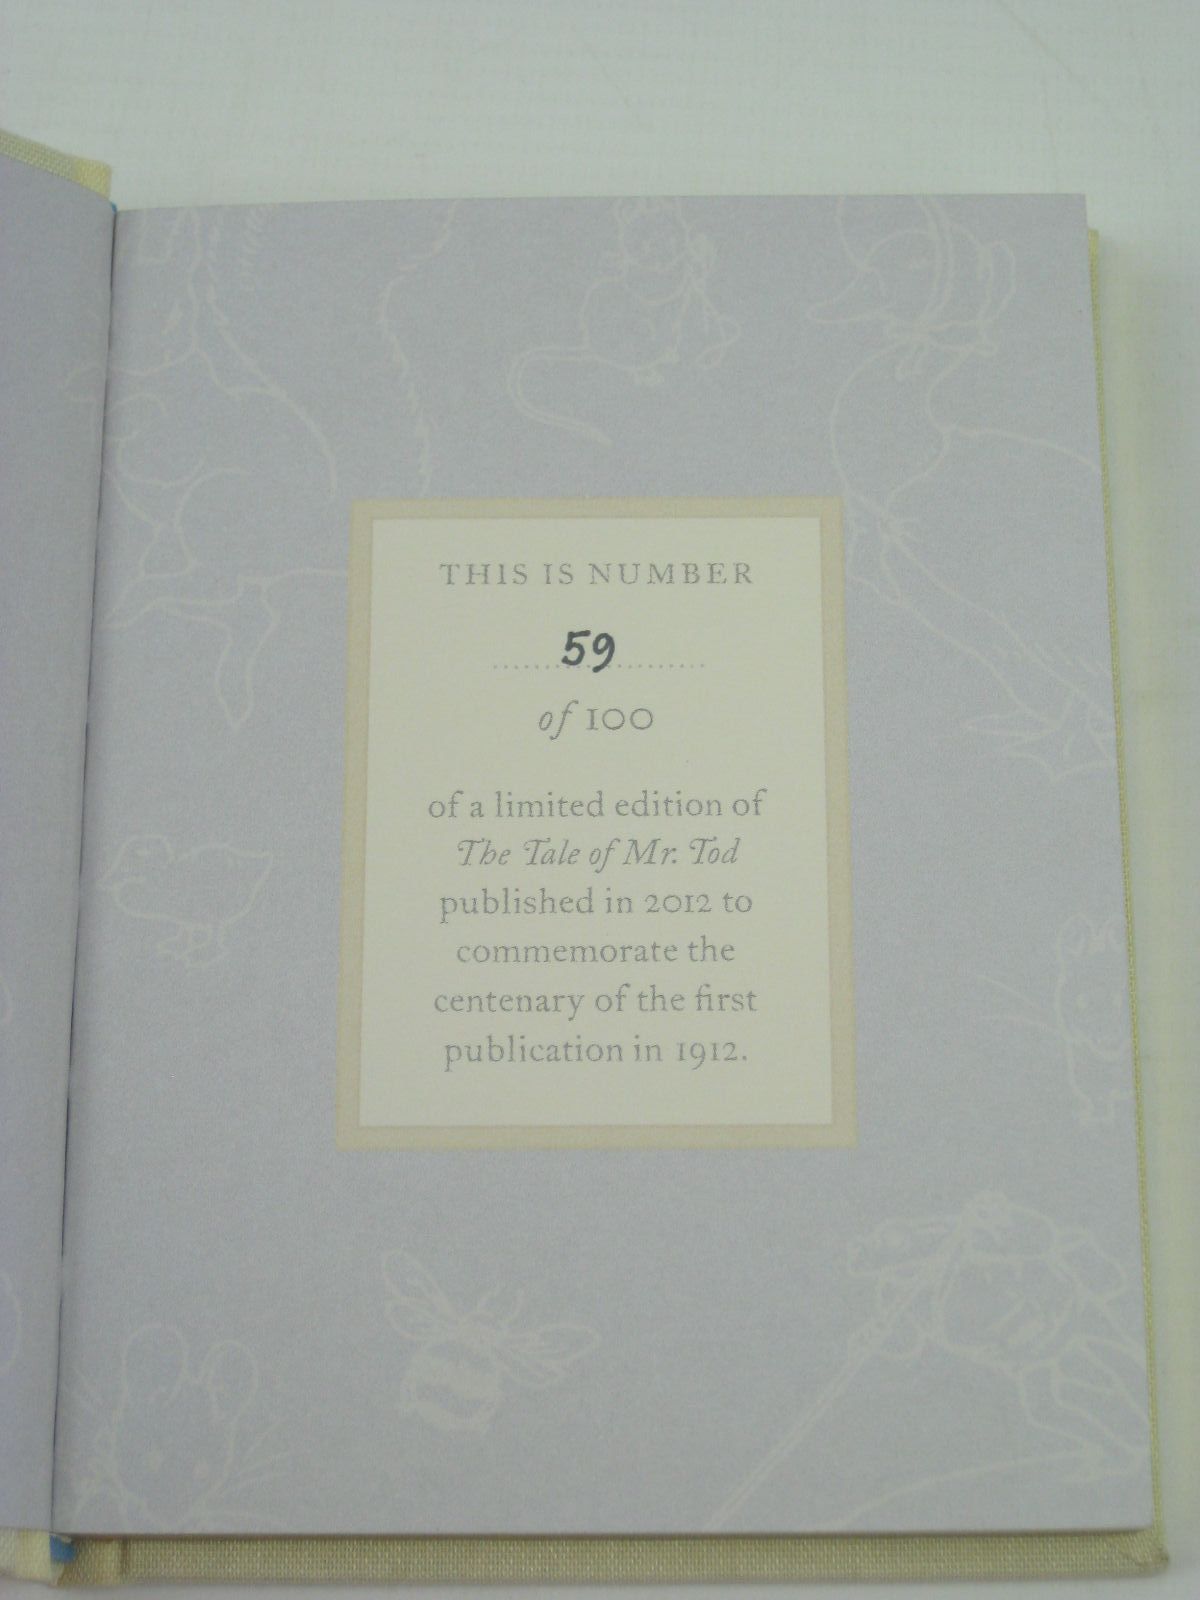 THIS IS NUMBER
59
of 100
of a limited edition of
The Tale of Mr. Tod
published in 2012 to
commemorate the
centenary of the first
publication in 1912.